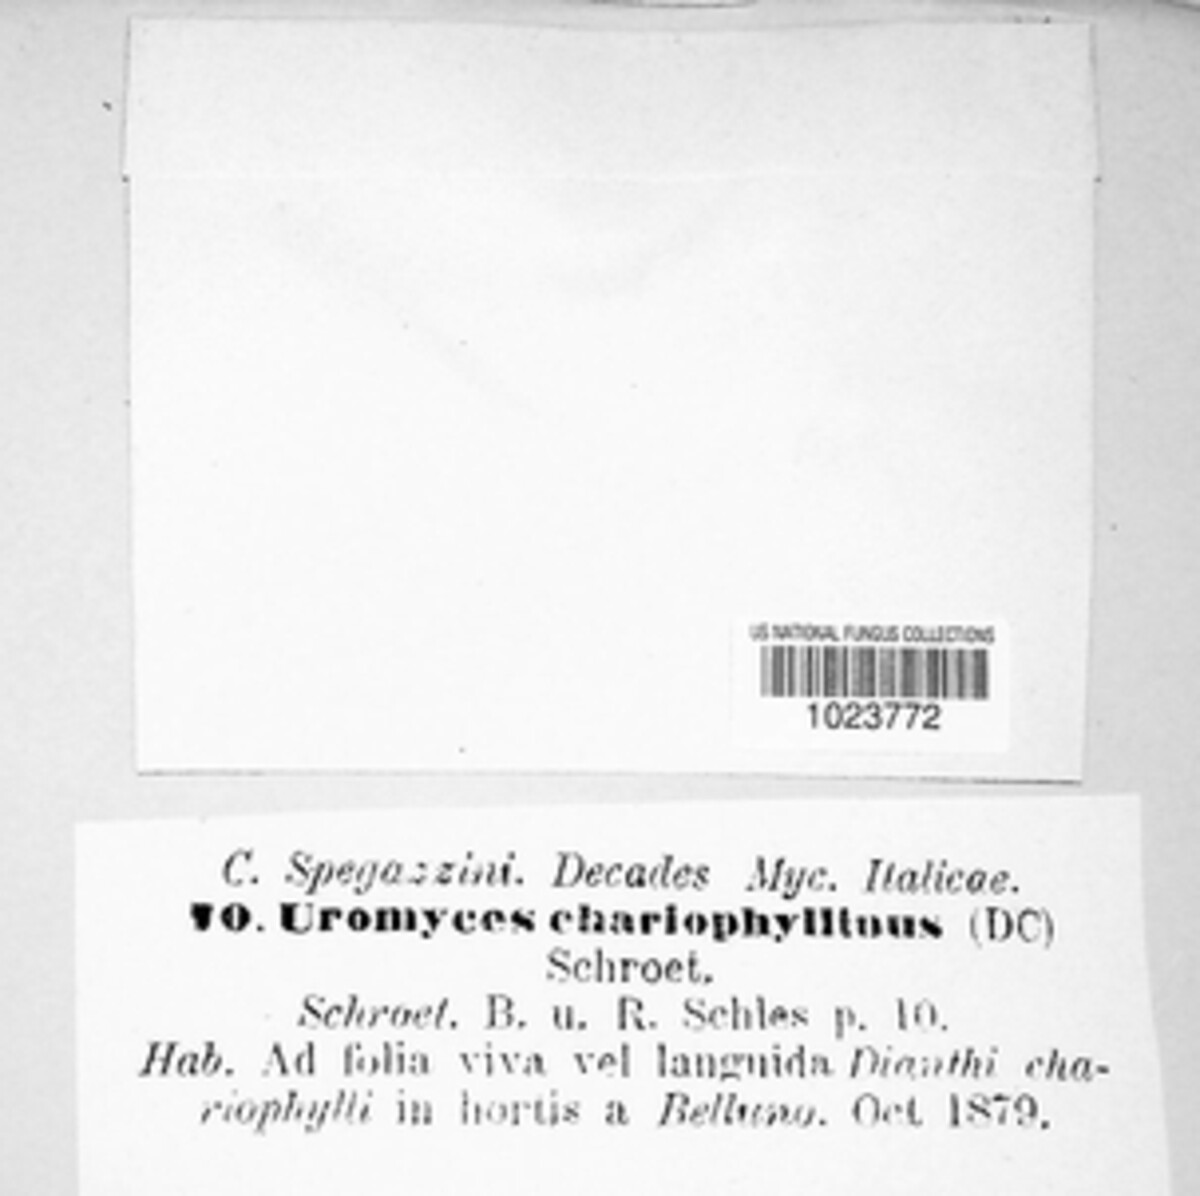 US NATIONAL FUNGUS COLLECTIONS
1023772
C. Spegazzini. Decades Myc. Italicae.
70. Uromyces chariophyllinus (DC)
Schroet.
Schroet. B. u. R. Schles p. 10.
Hab. Ad folia viva vel languida Dianthi cha-
riophylli in hortis a Belluno. Oct 1879.